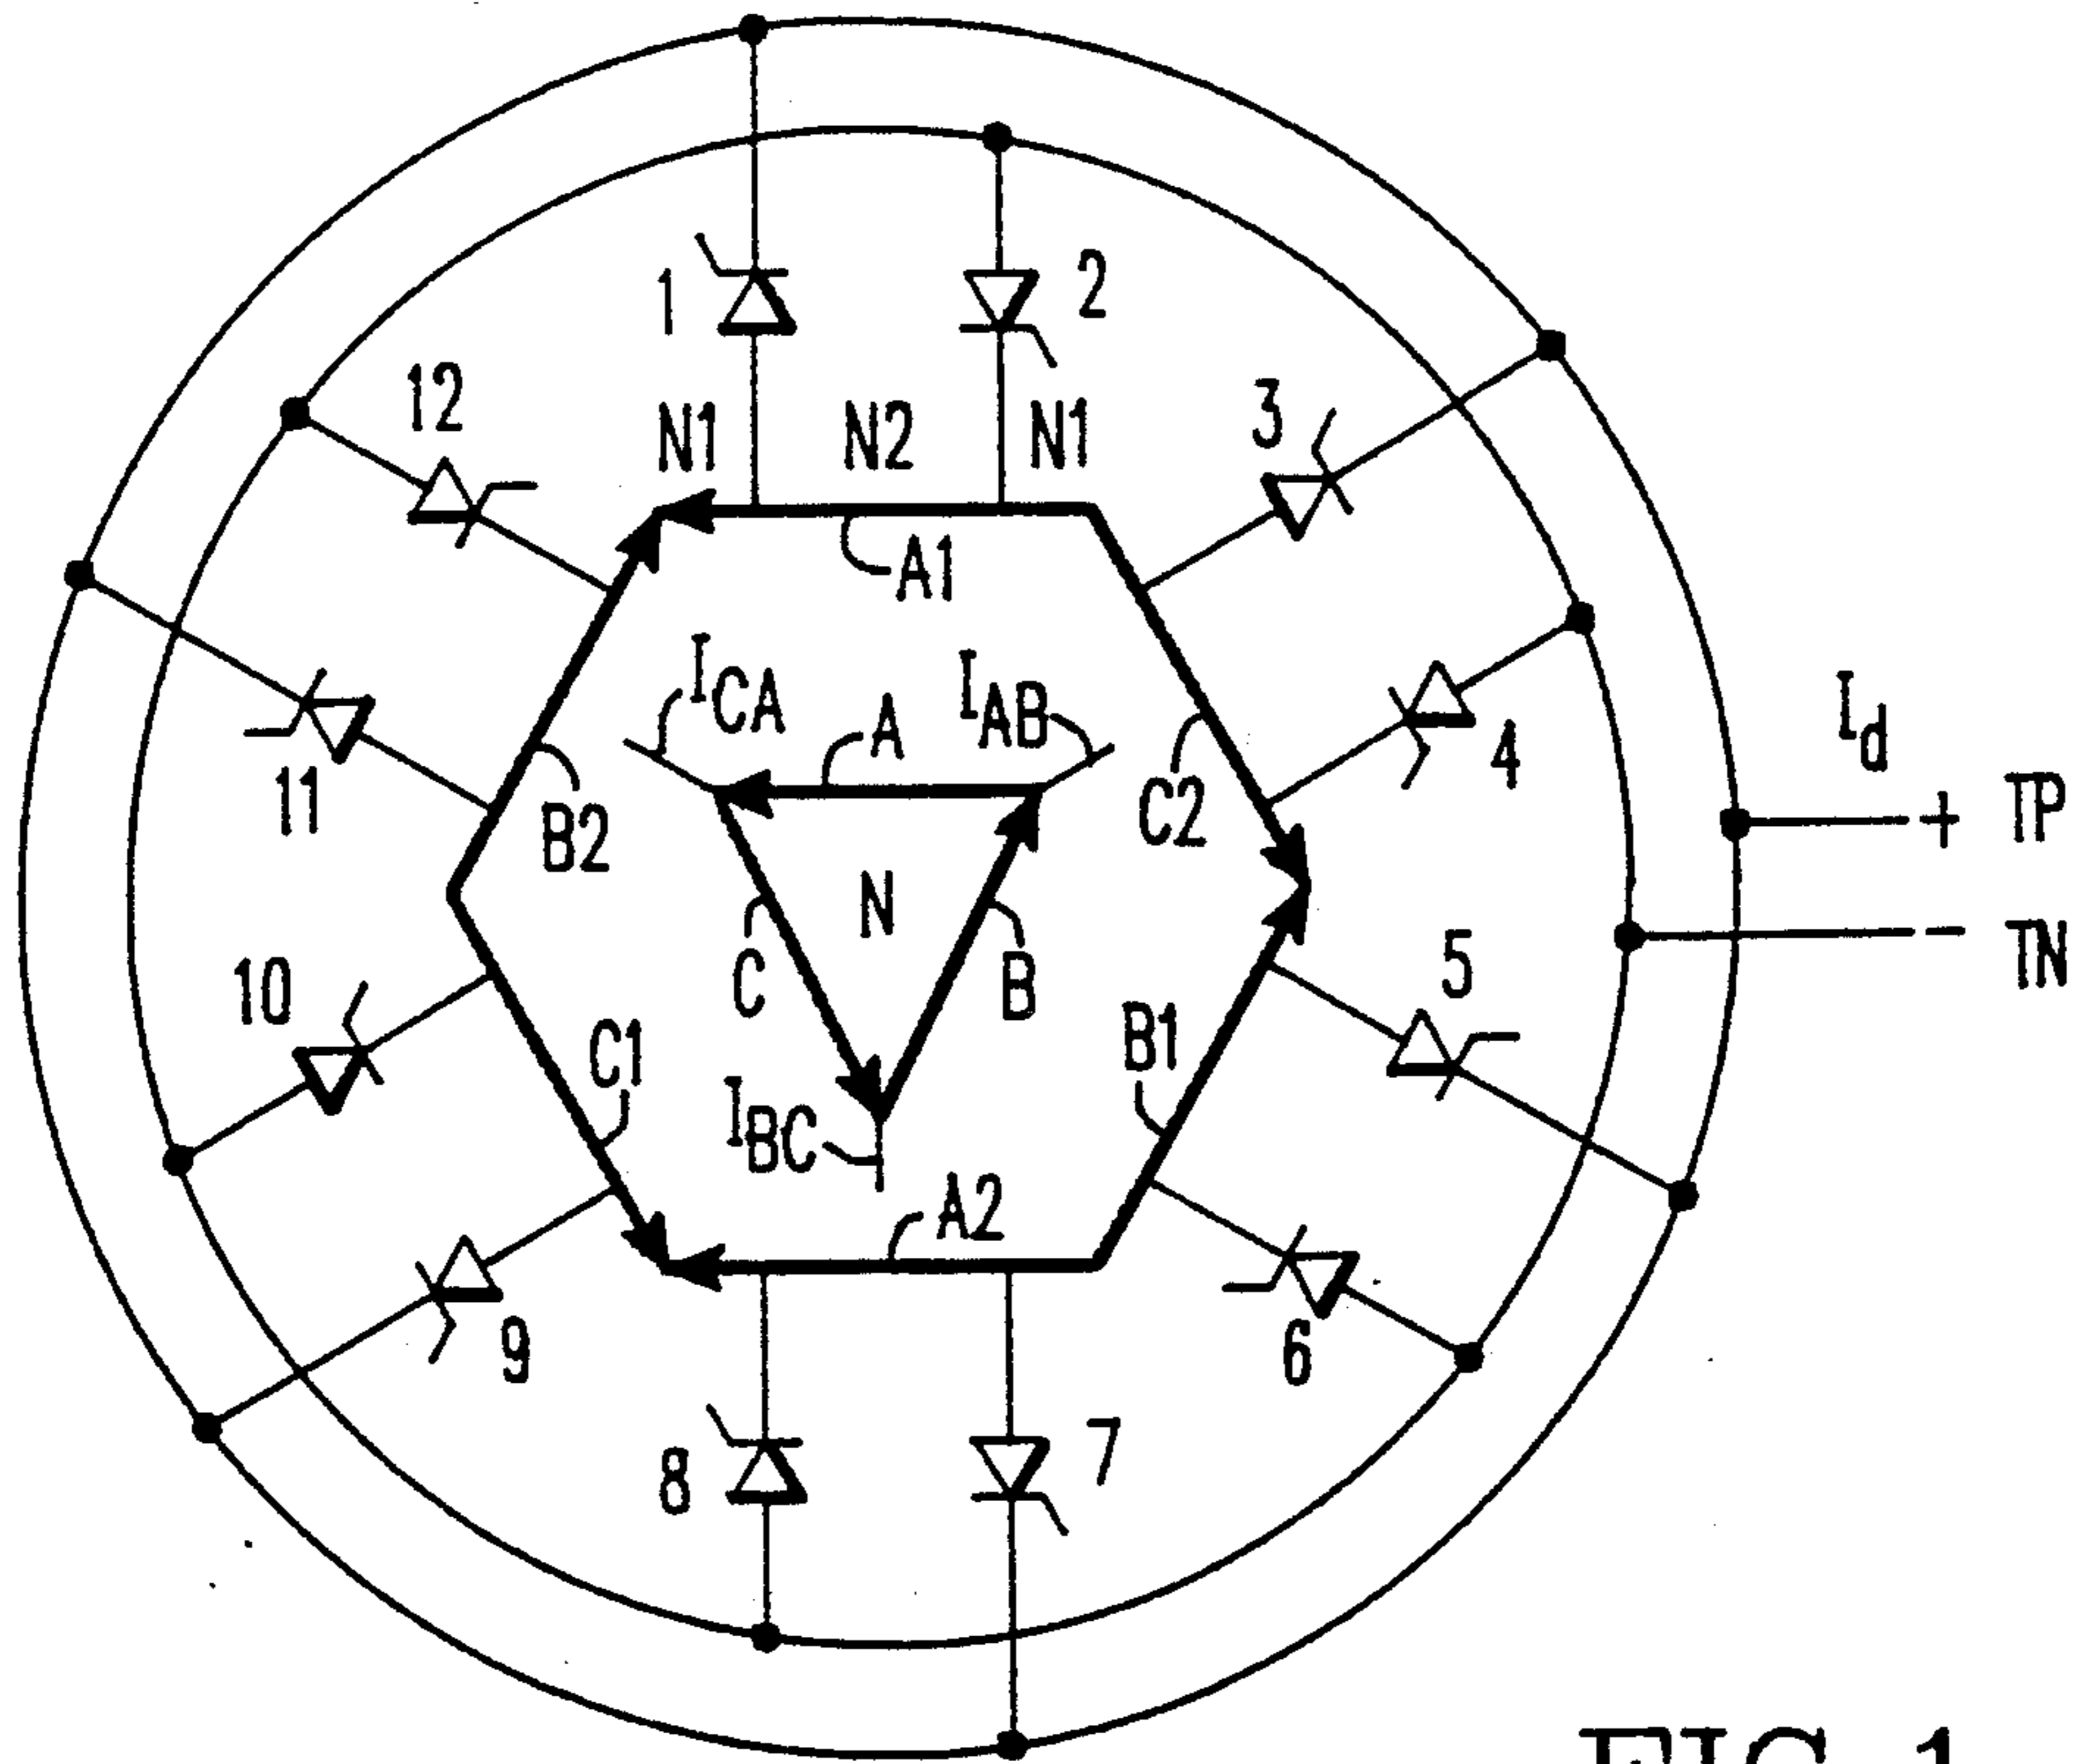 1
2
12
N1
N2
N1
3
A1
I_CA
A
I_AB
C2
4
I_d
+
TP
11
B2
N
C
B
10
5
−
TN
C1
B1
I_BC
A2
9
6
8
7
FIG. 1